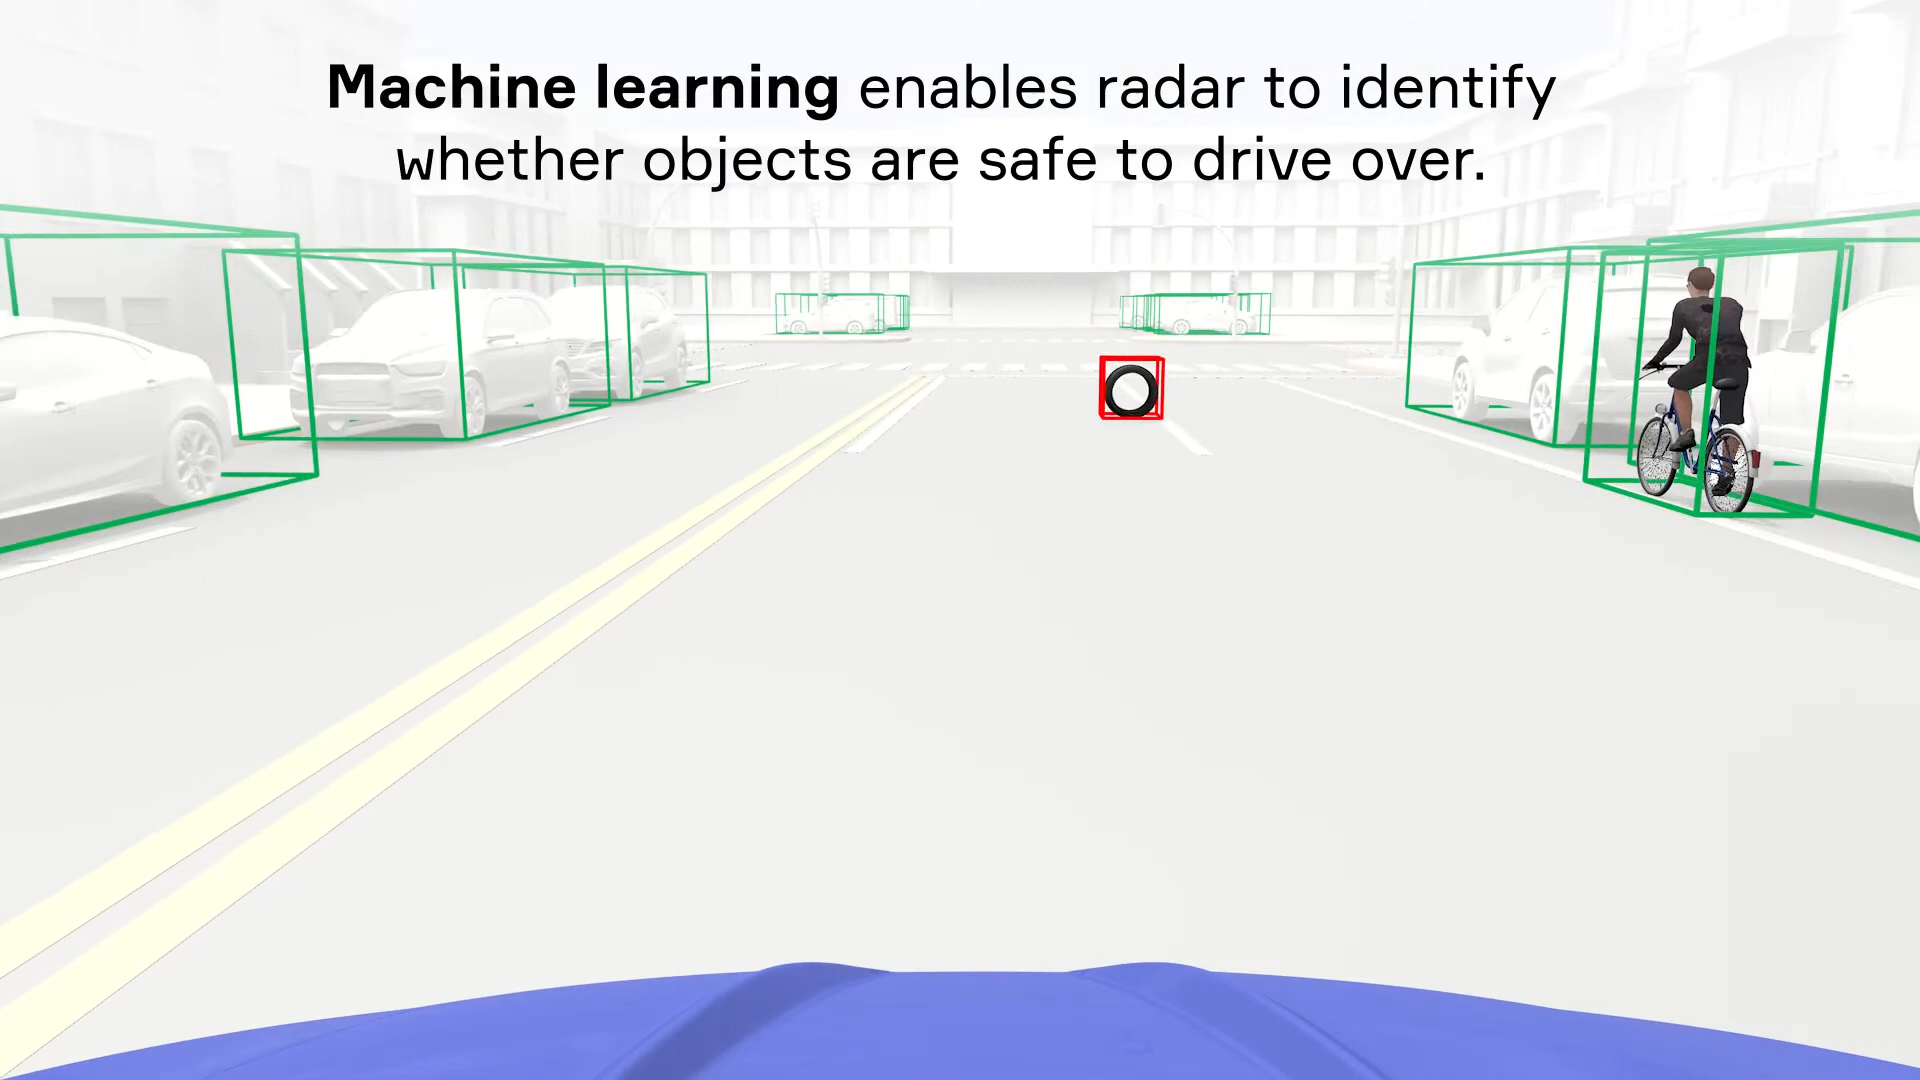 Machine learning enables radar to identify
whether objects are safe to drive over.